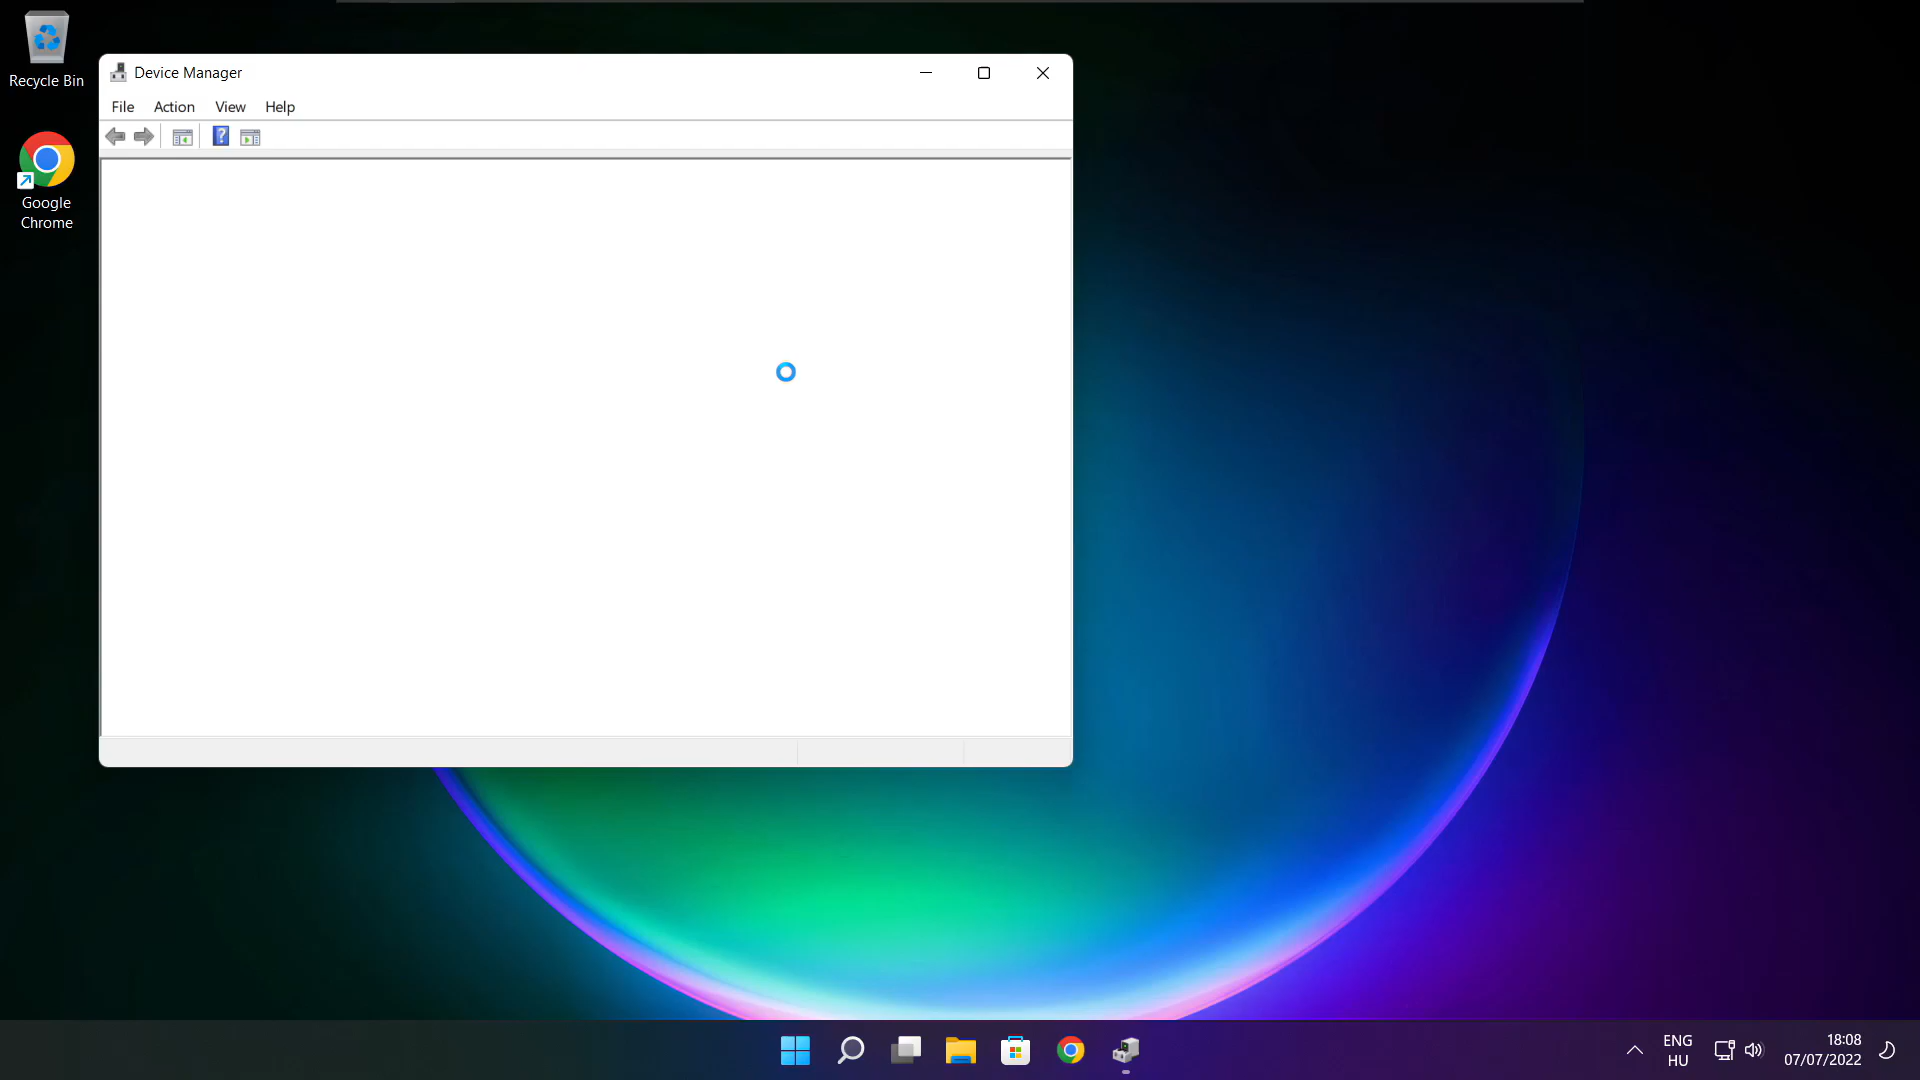 Recycle Bin
Google
Chrome
Device Manager
File Action View Help
?
ENG
HU
18:08
07/07/2022